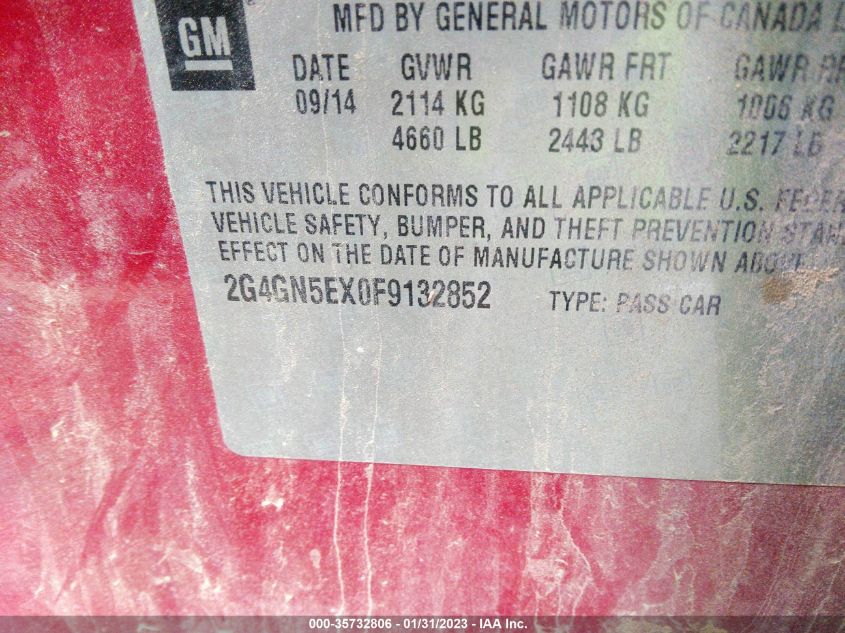 GM
MFD BY GENERAL MOTORS OF CANADA
DATE GVWR GAWR FRT GAWR
09/14 2114 KG 1108 KG 1006 KG
4660 LB 2443 LB 2217 LB
THIS VEHICLE CONFORMS TO ALL APPLICABLE U.S.
VEHICLE SAFETY, BUMPER, AND THEFT PREVENTION
EFFECT ON THE DATE OF MANUFACTURE SHOWN ABOVE
2G4GN5EX0F9132852 TYPE: PASS CAR
000-35732806 - 01/31/2023 - IAA Inc.